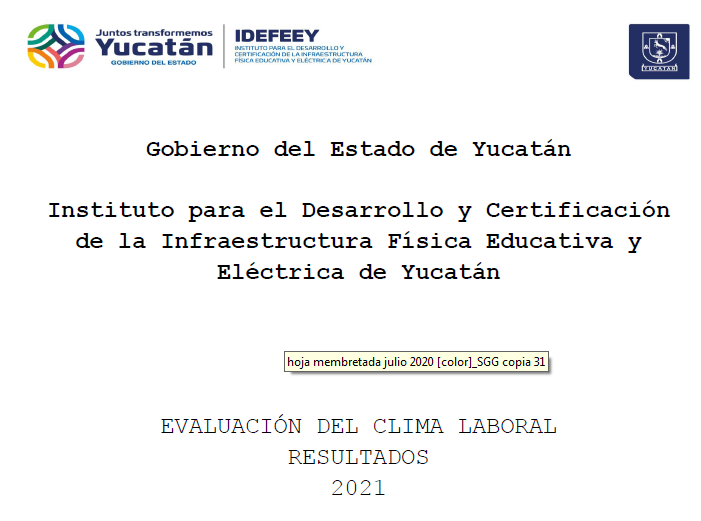 Juntos transformemos
Yucatán
GOBIERNO DEL ESTADO
IDEFEEY
INSTITUTO PARA EL DESARROLLO Y
CERTIFICACIÓN DE LA INFRAESTRUCTURA
FÍSICA EDUCATIVA Y ELÉCTRICA DE YUCATÁN
YUCATÁN
Gobierno del Estado de Yucatán
Instituto para el Desarrollo y Certificación
de la Infraestructura Física Educativa y
Eléctrica de Yucatán
hoja membretada julio 2020 [color]_SGG copia 31
EVALUACIÓN DEL CLIMA LABORAL
RESULTADOS
2021